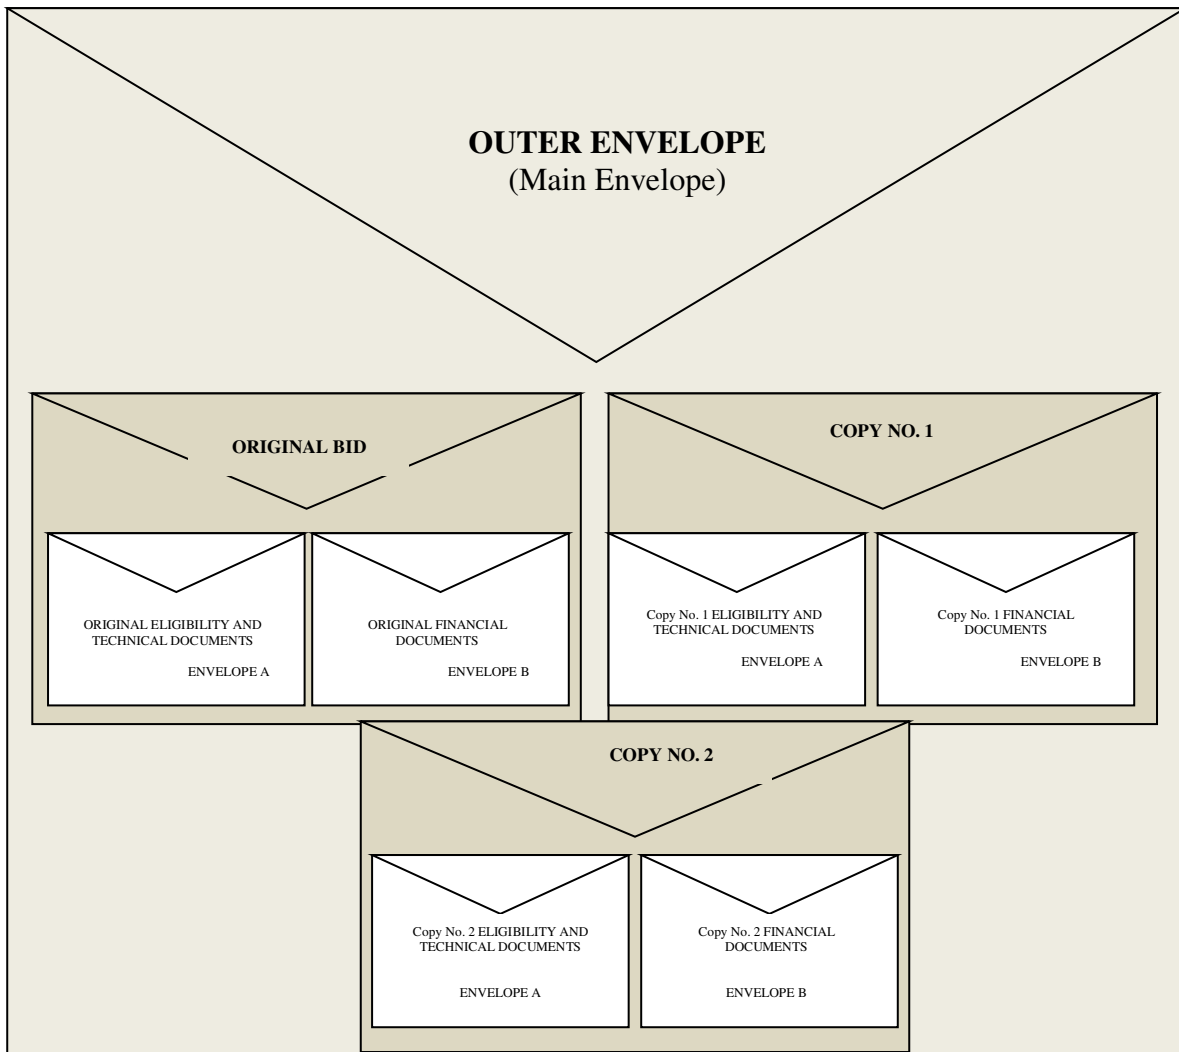 OUTER ENVELOPE
(Main Envelope)
ORIGINAL BID
COPY NO. 1
ORIGINAL ELIGIBILITY AND
TECHNICAL DOCUMENTS
ENVELOPE A
ORIGINAL FINANCIAL
DOCUMENTS
ENVELOPE B
Copy No. 1 ELIGIBILITY AND
TECHNICAL DOCUMENTS
ENVELOPE A
Copy No. 1 FINANCIAL
DOCUMENTS
ENVELOPE B
COPY NO. 2
Copy No. 2 ELIGIBILITY AND
TECHNICAL DOCUMENTS
ENVELOPE A
Copy No. 2 FINANCIAL
DOCUMENTS
ENVELOPE B